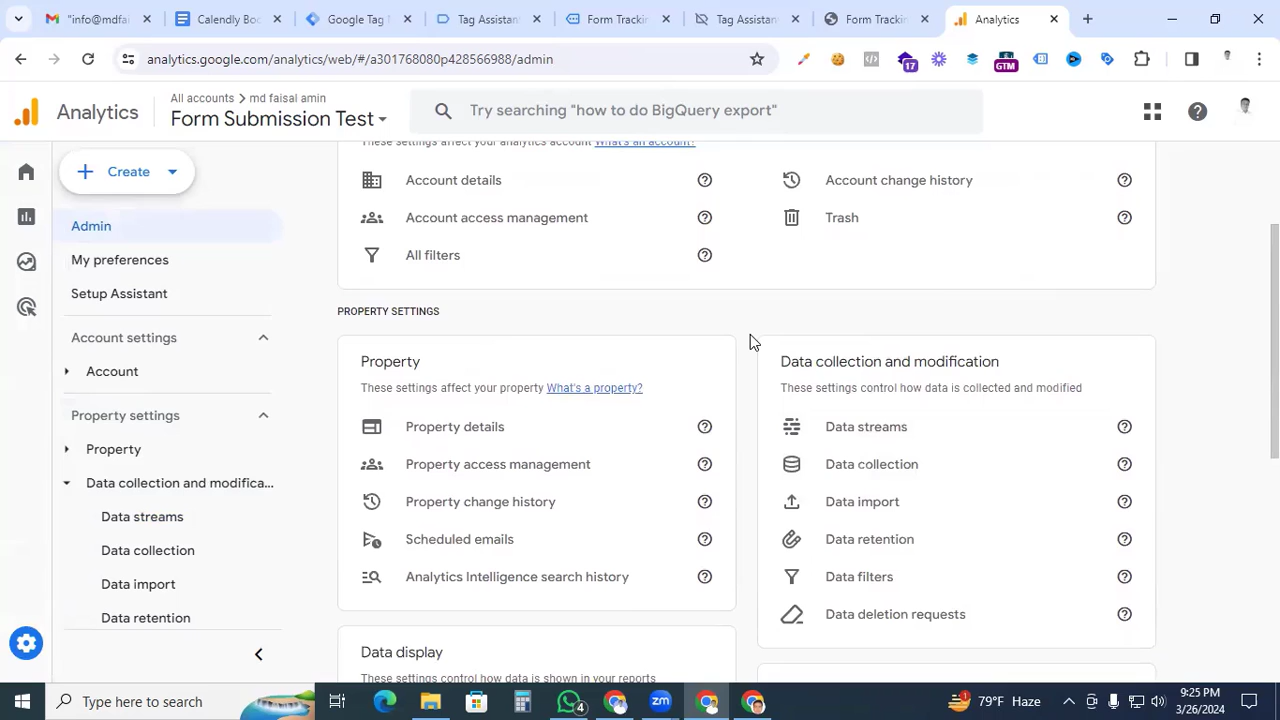 "info@mdfai
Calendly Boo
Google Tag
Tag Assistan
Form Trackin
Tag Assistan
Form Trackin
Analytics
analytics.google.com/analytics/web/#/a301768080p428566988/admin
17
GTM
Analytics
All accounts > md faisal amin
Form Submission Test
Try searching "how to do BigQuery export"
Create
Admin
My preferences
Setup Assistant
Account settings
Account
Property settings
Property
Data collection and modifica...
Data streams
Data collection
Data import
Data retention
These settings affect your analytics account What's an account?
Account details
Account change history
Account access management
Trash
All filters
PROPERTY SETTINGS
Property
These settings affect your property What's a property?
Property details
Property access management
Property change history
Scheduled emails
Analytics Intelligence search history
Data collection and modification
These settings control how data is collected and modified
Data streams
Data collection
Data import
Data retention
Data filters
Data deletion requests
Data display
These settings control how data is shown in your reports
Type here to search
4
zm
1
79°F Haze
9:25 PM
3/26/2024